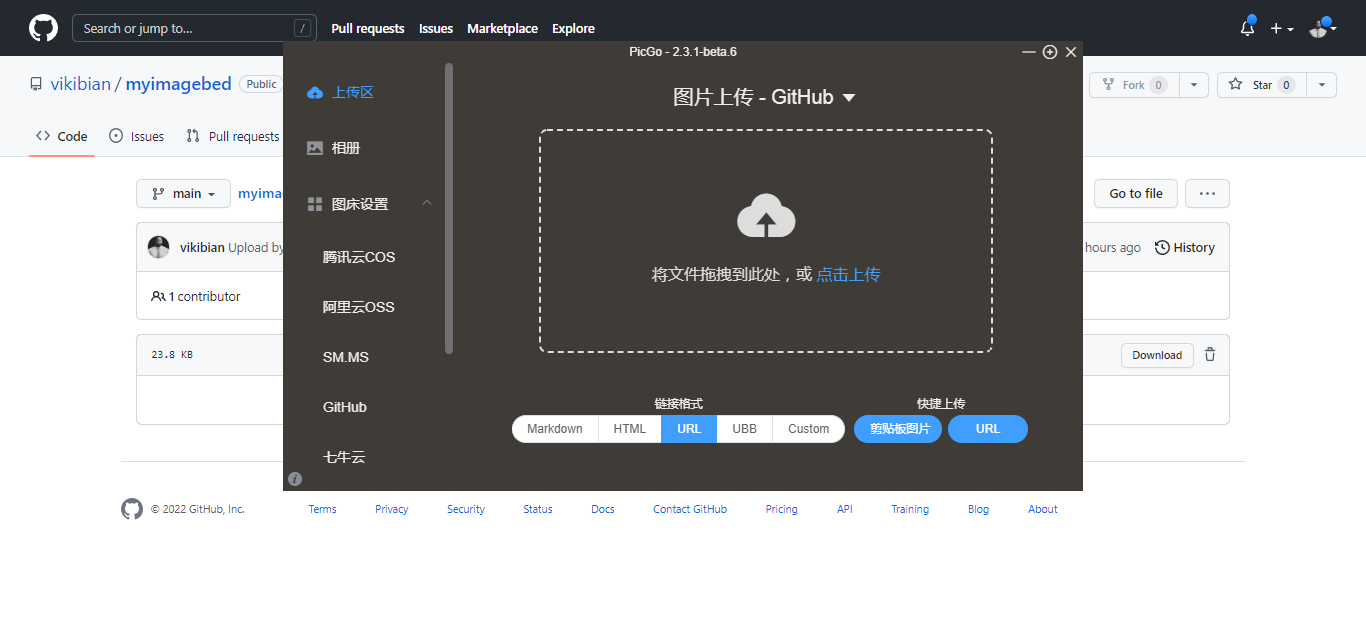 Search or jump to... /
Pull requests Issues Marketplace Explore
PicGo - 2.3.1-beta.6
vikibian / myimagebed Public
Fork 0
Star 0
Code Issues Pull requests
上传区
相册
图床设置
腾讯云COS
阿里云OSS
SM.MS
GitHub
七牛云
图片上传 - GitHub
将文件拖拽到此处，或 点击上传
链接格式
Markdown HTML URL UBB Custom
快捷上传
剪贴板图片 URL
main myima
Go to file ...
vikibian Upload by
hours ago History
1 contributor
23.8 KB
Download
© 2022 GitHub, Inc.
Terms Privacy Security Status Docs Contact GitHub Pricing API Training Blog About